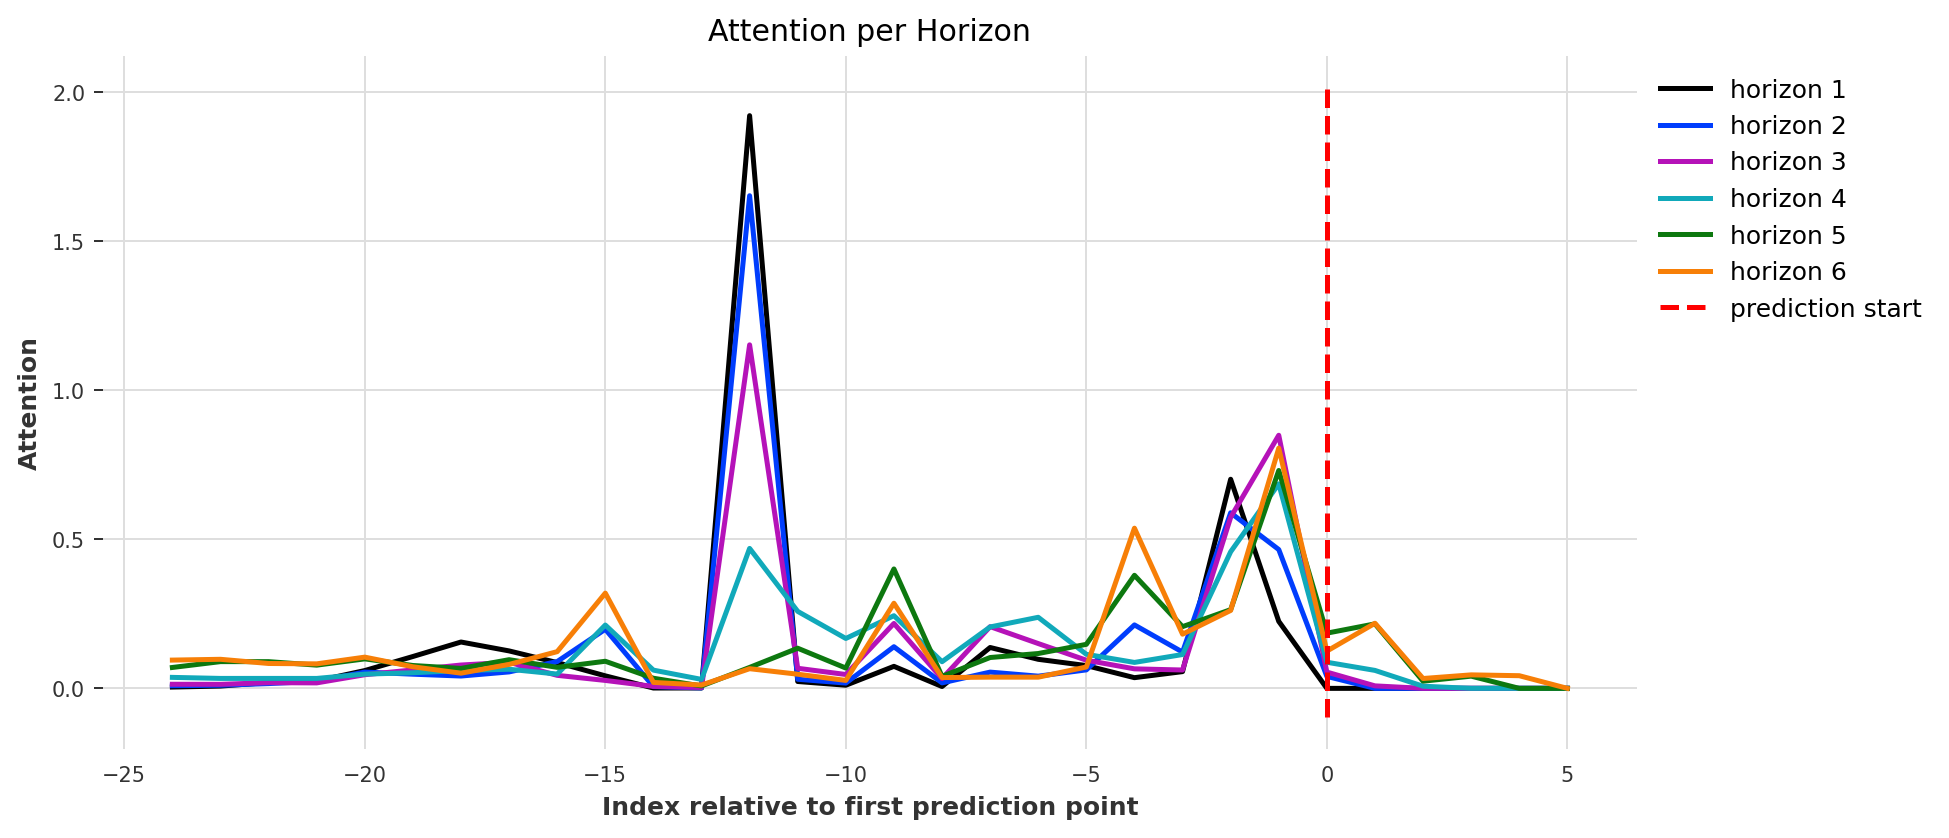 Attention per Horizon
2.0
1.5
1.0
0.5
0.0
Attention
−25
−20
−15
−10
−5
0
5
Index relative to first prediction point
horizon 1
horizon 2
horizon 3
horizon 4
horizon 5
horizon 6
prediction start